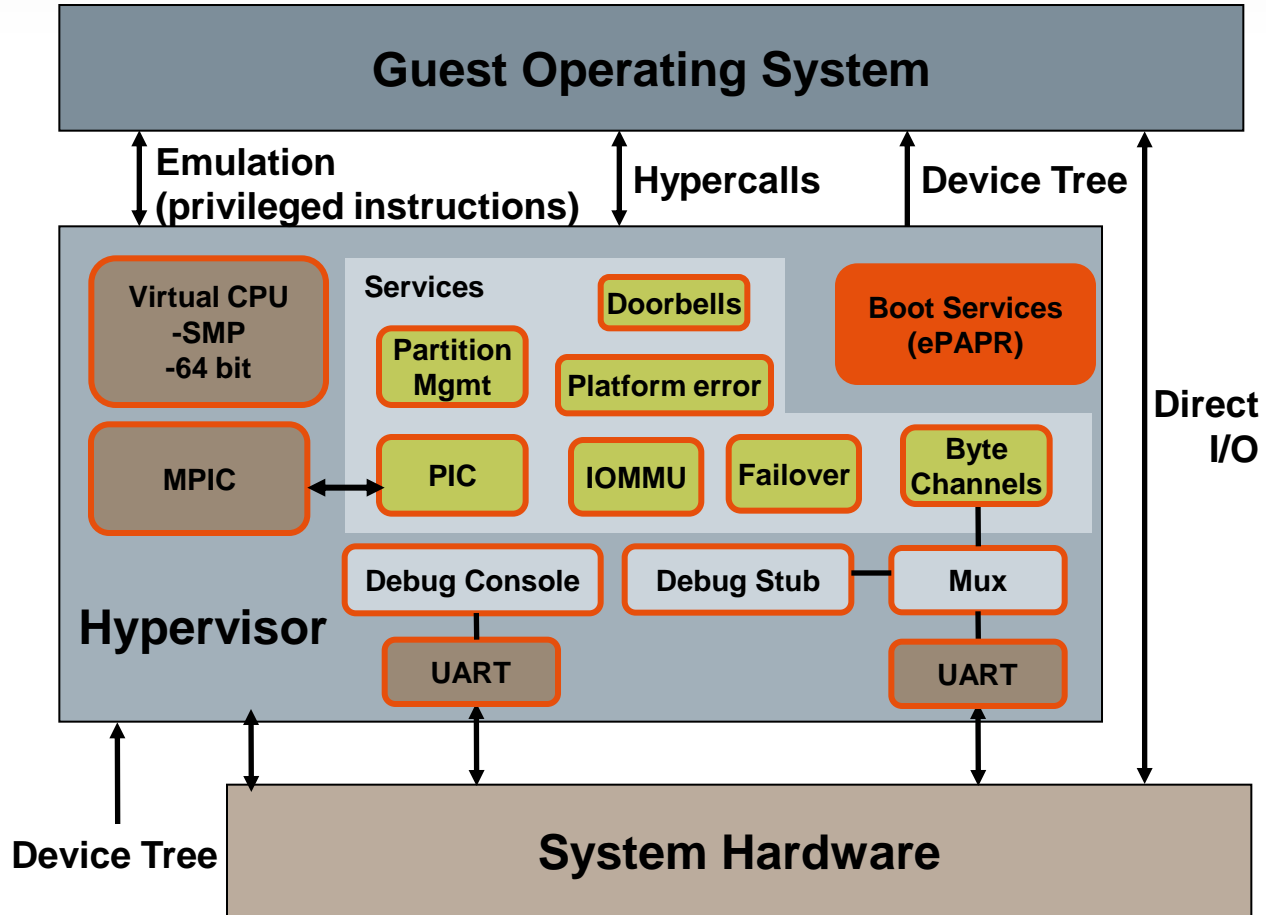 Guest Operating System
Emulation
(privileged instructions)
Hypercalls
Device Tree
Direct
I/O
Virtual CPU
-SMP
-64 bit
Services
Doorbells
Boot Services
(ePAPR)
Partition
Mgmt
Platform error
MPIC
PIC
IOMMU
Failover
Byte
Channels
Debug Console
Debug Stub
Mux
Hypervisor
UART
UART
Device Tree
System Hardware